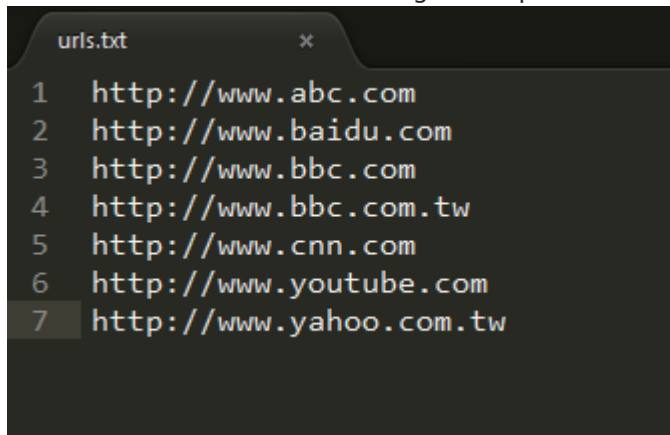 urls.txt ×
1 http://www.abc.com
2 http://www.baidu.com
3 http://www.bbc.com
4 http://www.bbc.com.tw
5 http://www.cnn.com
6 http://www.youtube.com
7 http://www.yahoo.com.tw